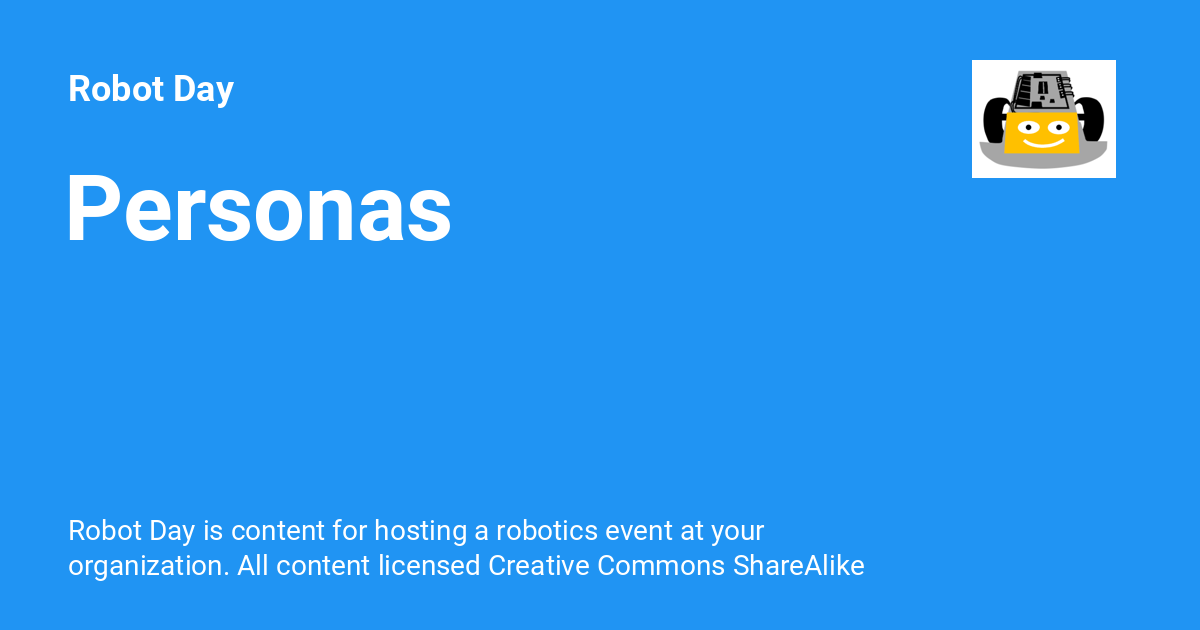 Robot Day
Personas
Robot Day is content for hosting a robotics event at your
organization. All content licensed Creative Commons ShareAlike